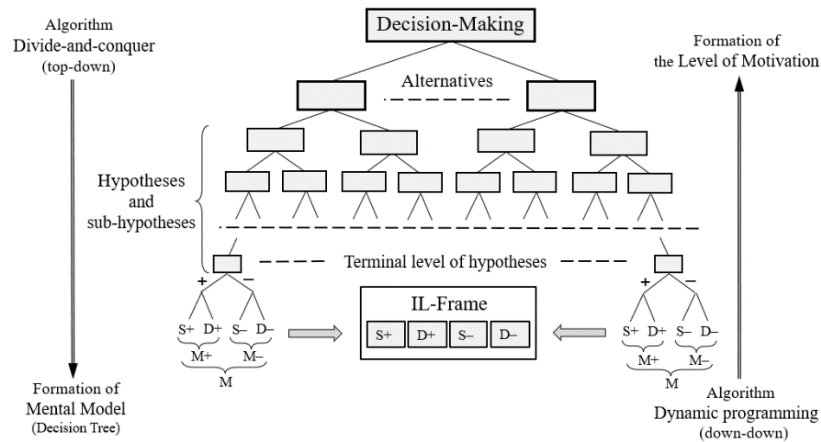 Algorithm
Divide-and-conquer
(top-down)
Decision-Making
Formation of
the Level of Motivation
Alternatives
Hypotheses
and
sub-hypotheses
Terminal level of hypotheses
+ −
S+ D+ S− D−
M+ M−
M
IL-Frame
S+ D+ S− D−
+ −
S+ D+ S− D−
M+ M−
M
Formation of
Mental Model
(Decision Tree)
Algorithm
Dynamic programming
(down-down)